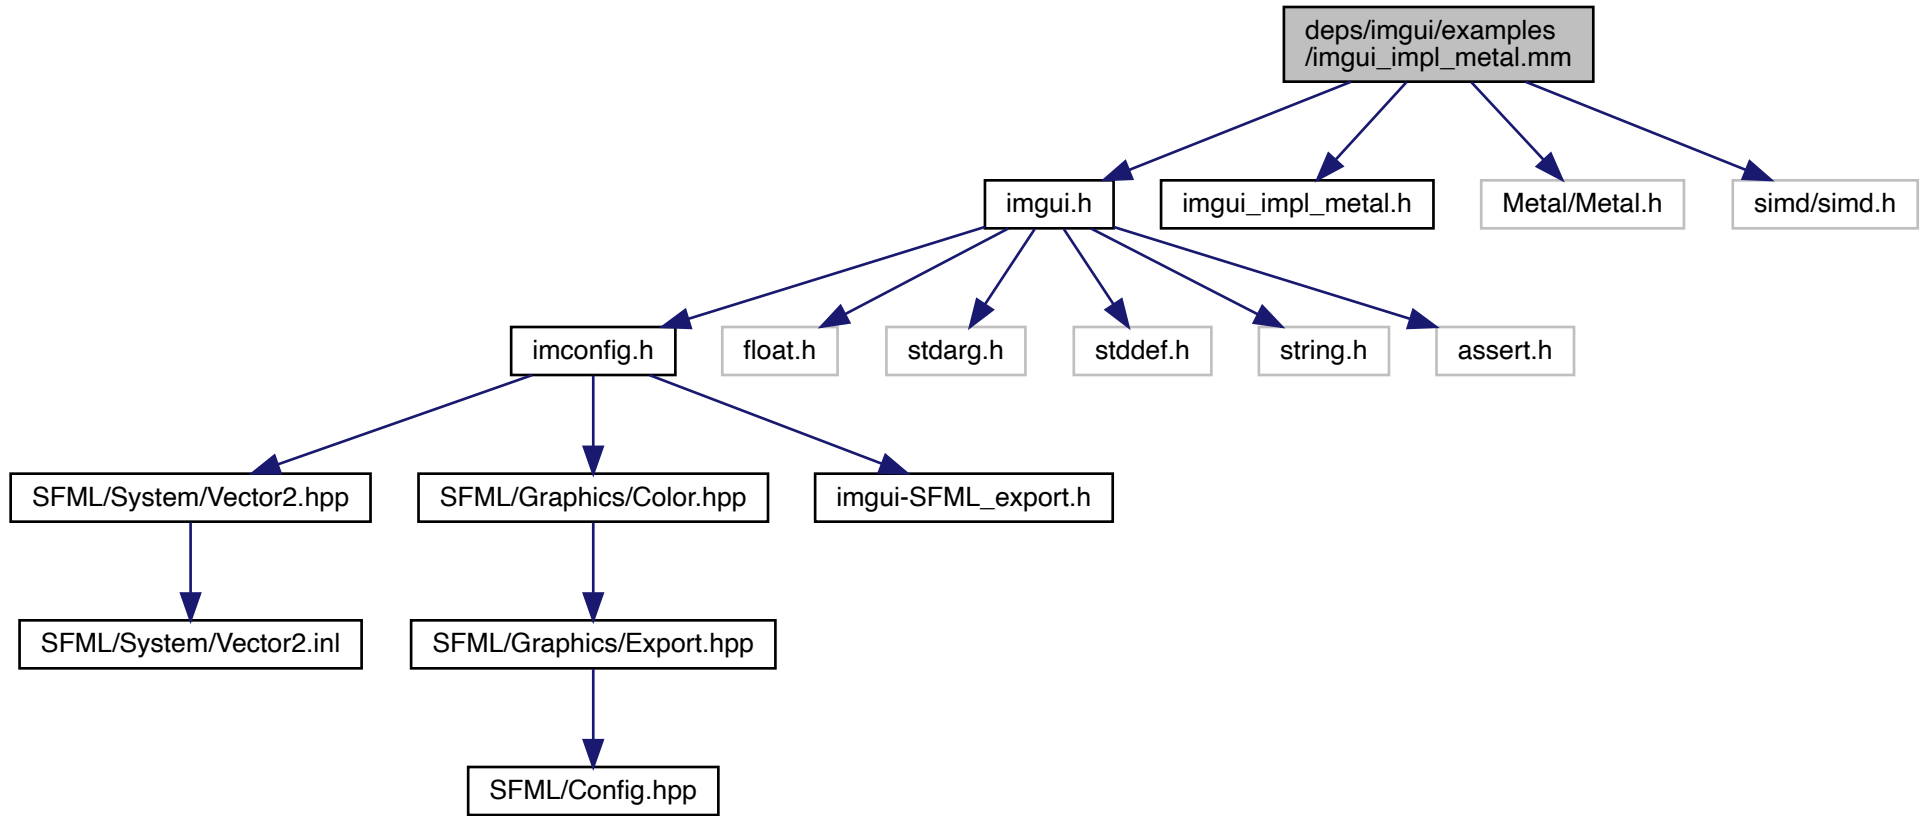 deps/imgui/examples
/imgui_impl_metal.mm
imgui.h
imgui_impl_metal.h
Metal/Metal.h
simd/simd.h
imconfig.h
float.h
stdarg.h
stddef.h
string.h
assert.h
SFML/System/Vector2.hpp
SFML/Graphics/Color.hpp
imgui-SFML_export.h
SFML/System/Vector2.inl
SFML/Graphics/Export.hpp
SFML/Config.hpp